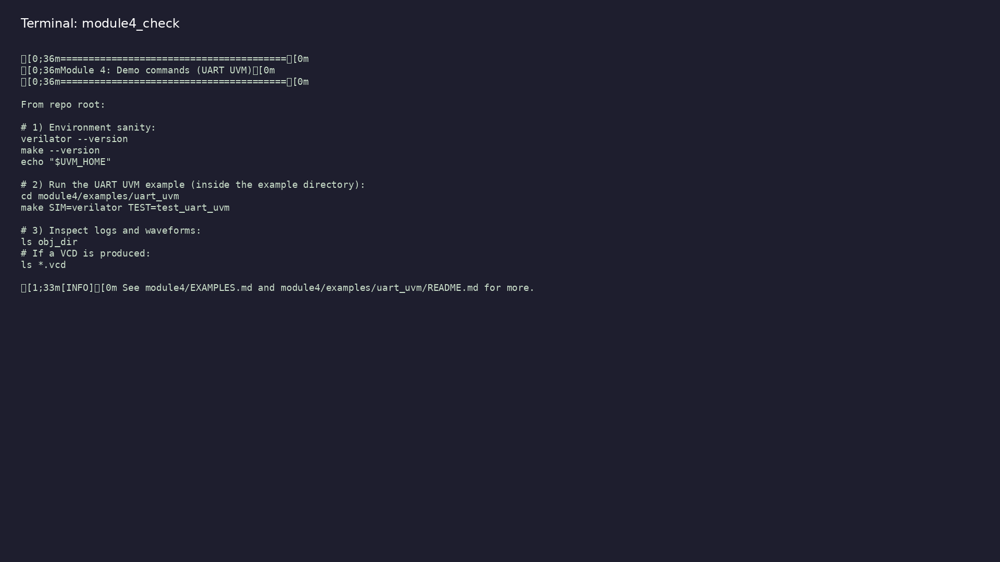 Terminal: module4_check
▯[0;36m========================================▯[0m
▯[0;36mModule 4: Demo commands (UART UVM)▯[0m
▯[0;36m========================================▯[0m
From repo root:
# 1) Environment sanity:
verilator --version
make --version
echo "$UVM_HOME"
# 2) Run the UART UVM example (inside the example directory):
cd module4/examples/uart_uvm
make SIM=verilator TEST=test_uart_uvm
# 3) Inspect logs and waveforms:
ls obj_dir
# If a VCD is produced:
ls *.vcd
▯[1;33m[INFO]▯[0m See module4/EXAMPLES.md and module4/examples/uart_uvm/README.md for more.